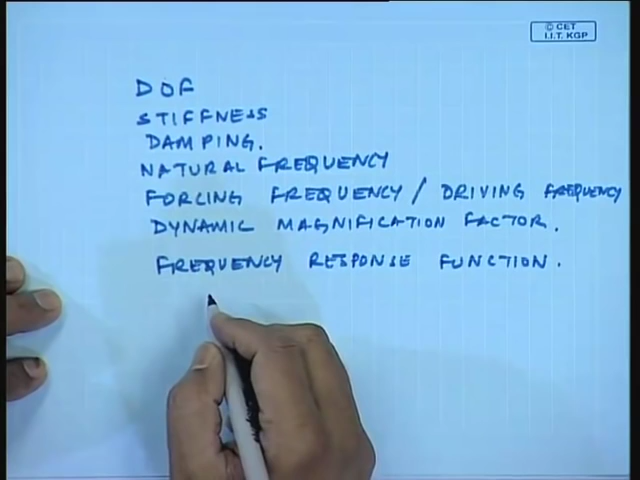 © CET
I.I.T. KGP
DOF
STIFFNESS
DAMPING.
NATURAL FREQUENCY
FORCING FREQUENCY / DRIVING FREQUENCY
DYNAMIC MAGNIFICATION FACTOR.
FREQUENCY RESPONSE FUNCTION.